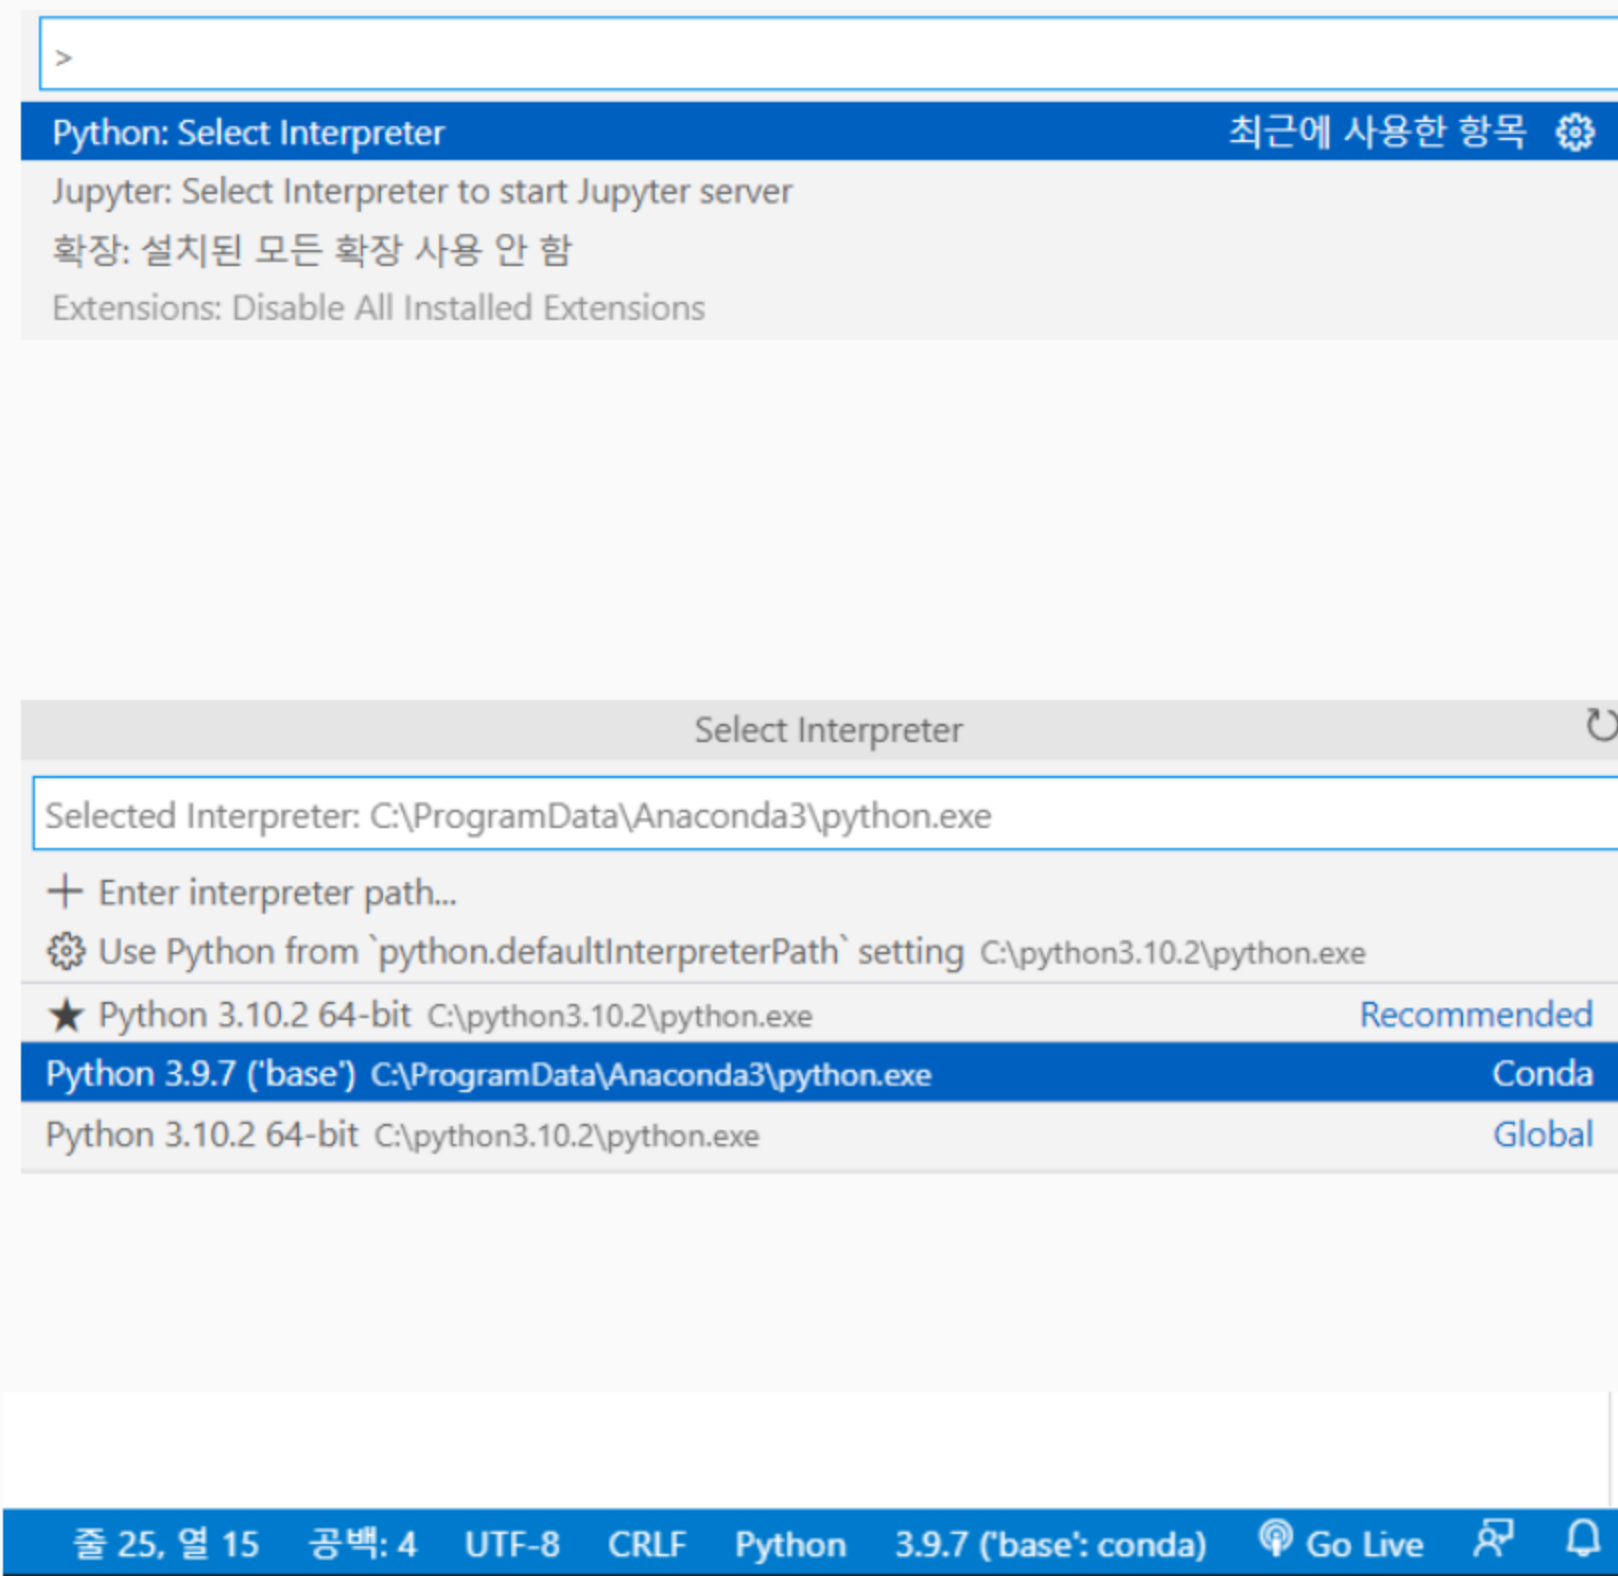 >
Python: Select Interpreter 최근에 사용한 항목
Jupyter: Select Interpreter to start Jupyter server
확장: 설치된 모든 확장 사용 안 함
Extensions: Disable All Installed Extensions
Select Interpreter
Selected Interpreter: C:\ProgramData\Anaconda3\python.exe
Enter interpreter path...
Use Python from `python.defaultInterpreterPath` setting C:\python3.10.2\python.exe
★ Python 3.10.2 64-bit C:\python3.10.2\python.exe Recommended
Python 3.9.7 ('base') C:\ProgramData\Anaconda3\python.exe Conda
Python 3.10.2 64-bit C:\python3.10.2\python.exe Global
줄 25, 열 15 공백: 4 UTF-8 CRLF Python 3.9.7 ('base': conda) Go Live